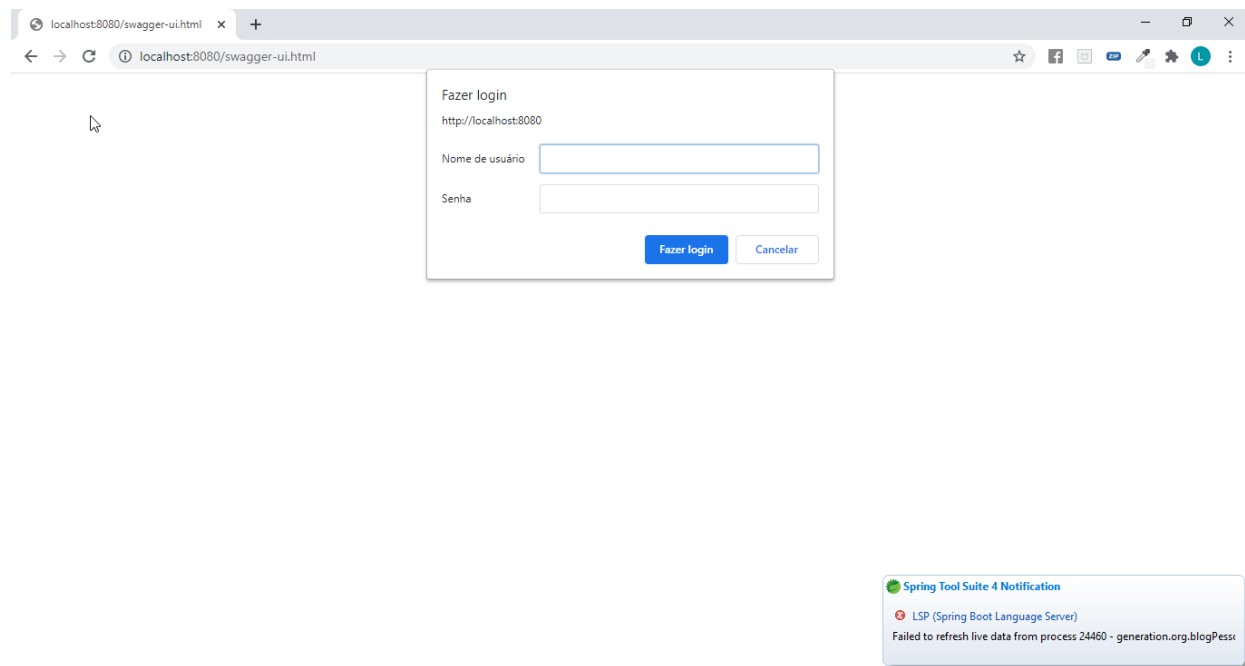 localhost:8080/swagger-ui.html
localhost:8080/swagger-ui.html
ZIP
L
Fazer login
http://localhost:8080
Nome de usuário
Senha
Fazer login Cancelar
Spring Tool Suite 4 Notification
LSP (Spring Boot Language Server)
Failed to refresh live data from process 24460 - generation.org.blogPess